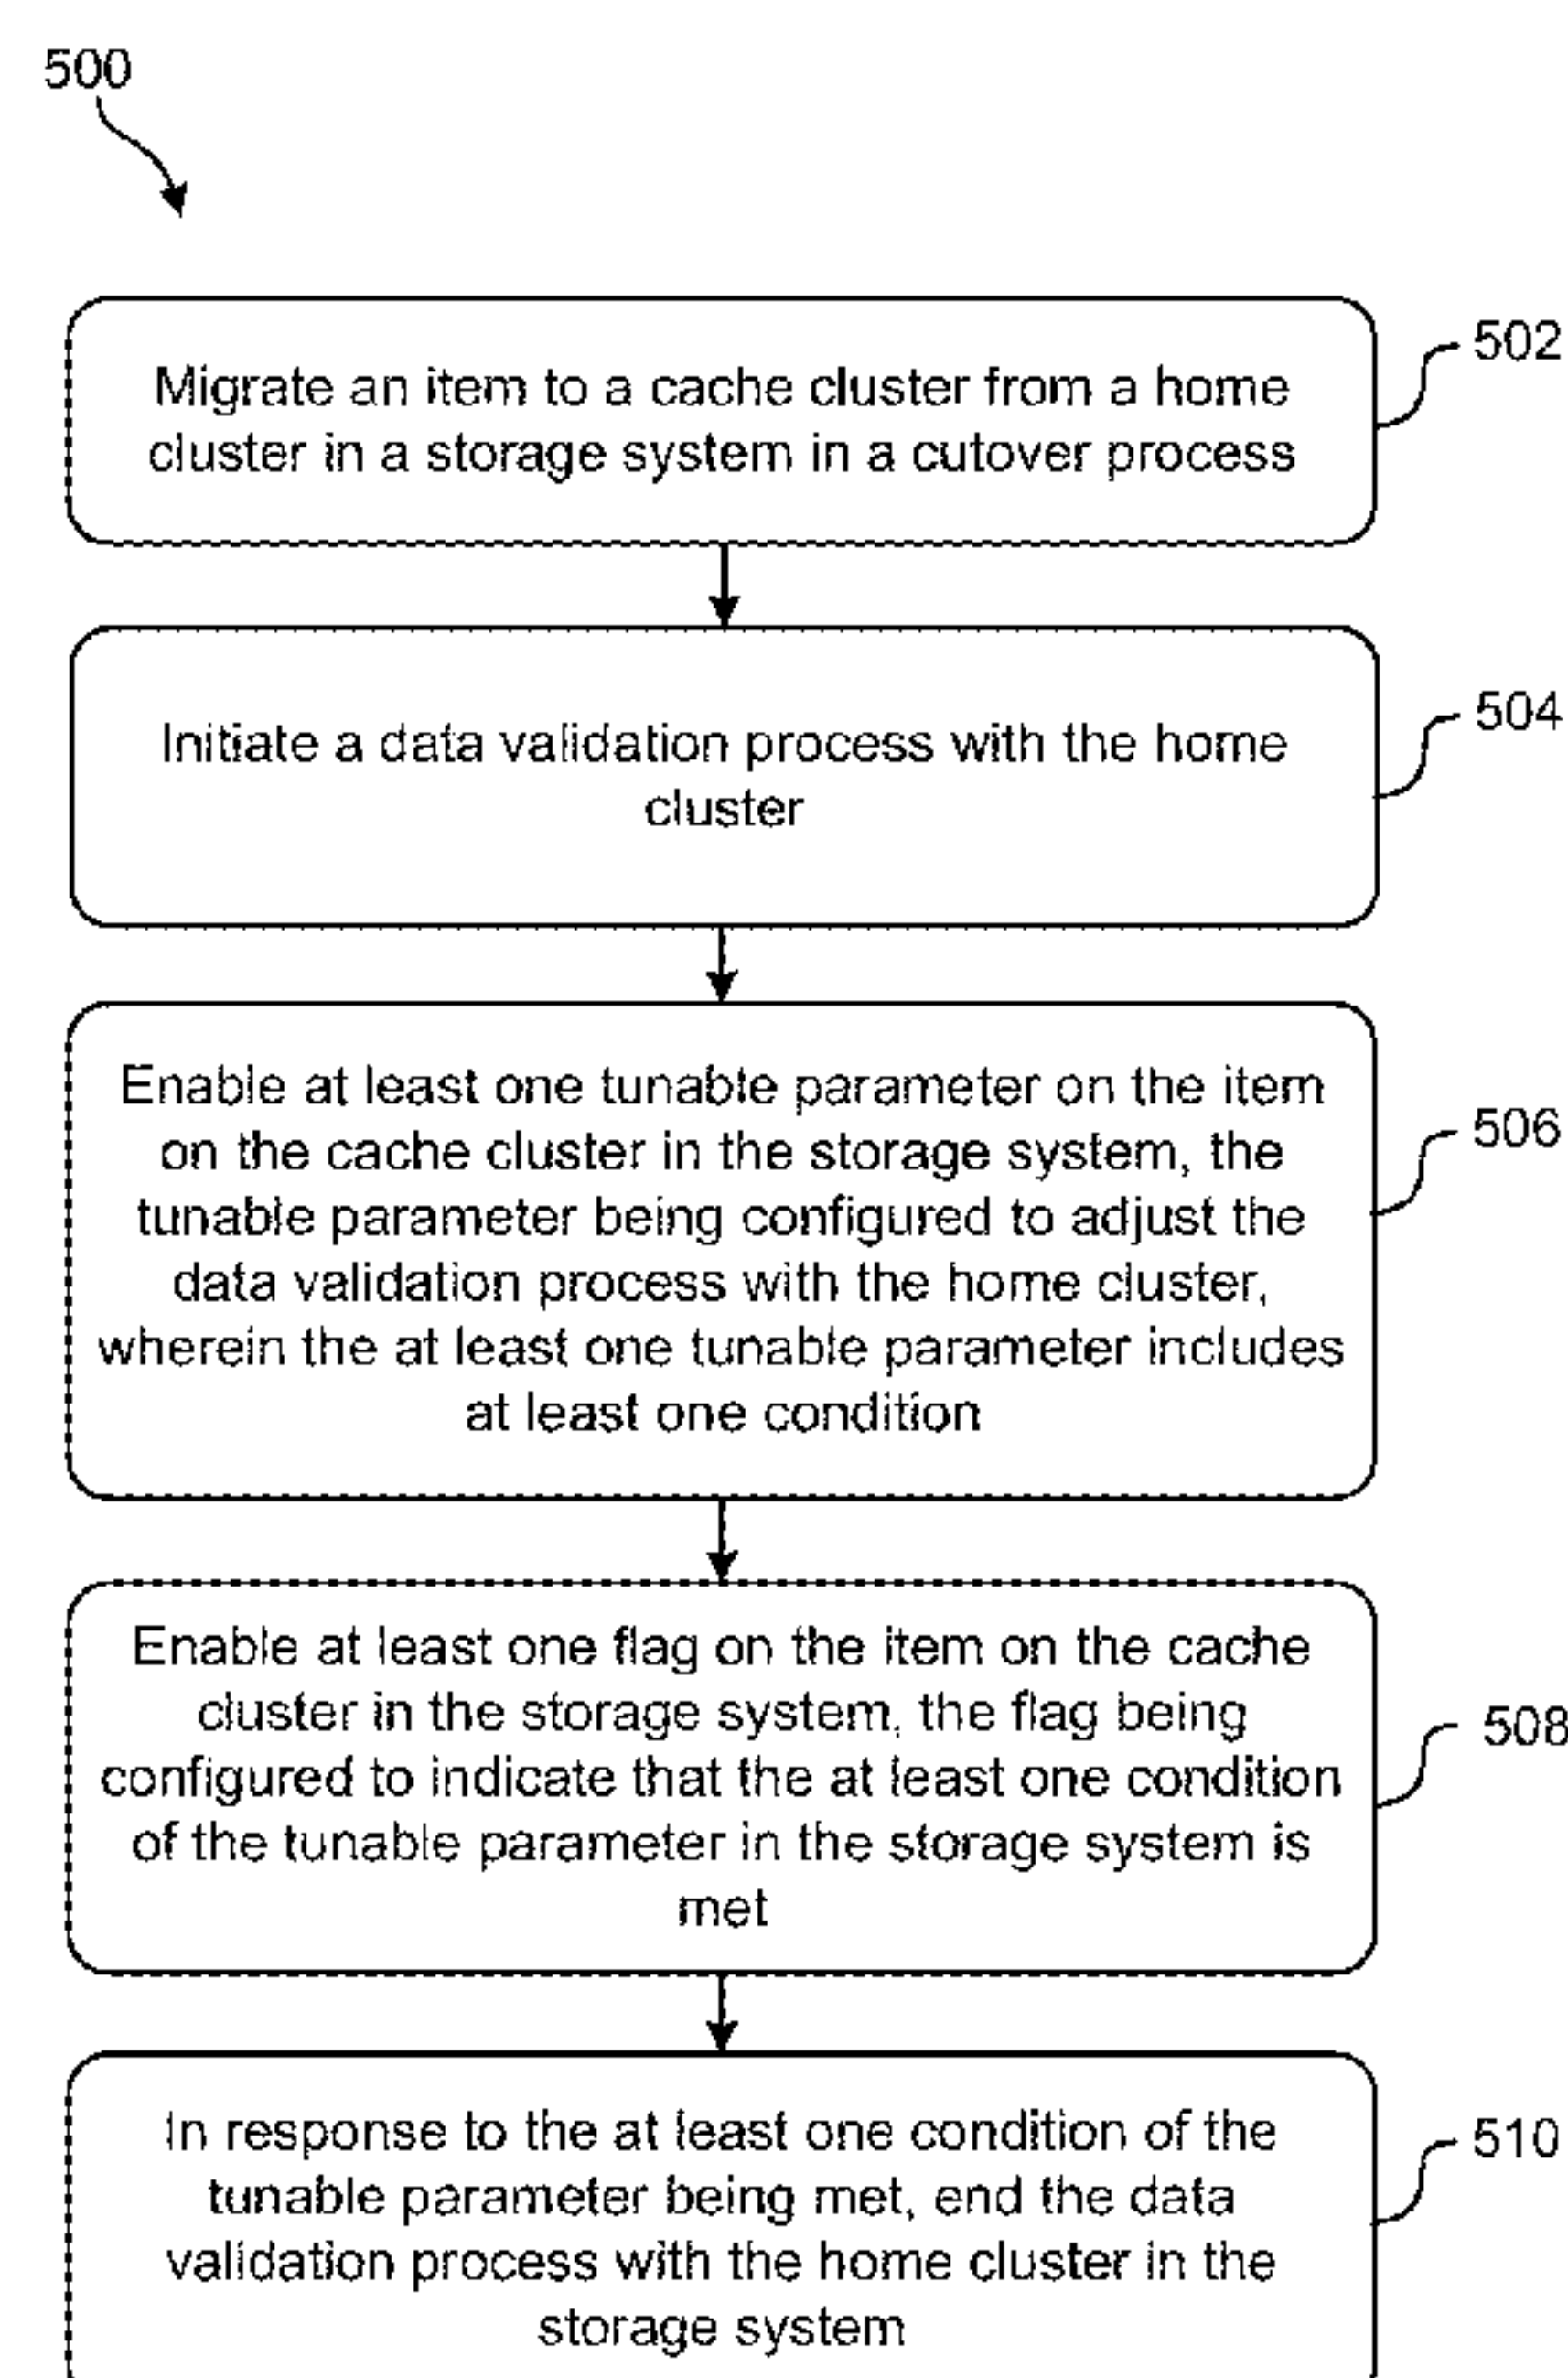 500
Migrate an item to a cache cluster from a home
cluster in a storage system in a cutover process
502
Initiate a data validation process with the home
cluster
504
Enable at least one tunable parameter on the item
on the cache cluster in the storage system, the
tunable parameter being configured to adjust the
data validation process with the home cluster,
wherein the at least one tunable parameter includes
at least one condition
506
Enable at least one flag on the item on the cache
cluster in the storage system, the flag being
configured to indicate that the at least one condition
of the tunable parameter in the storage system is
met
508
In response to the at least one condition of the
tunable parameter being met, end the data
validation process with the home cluster in the
storage system
510